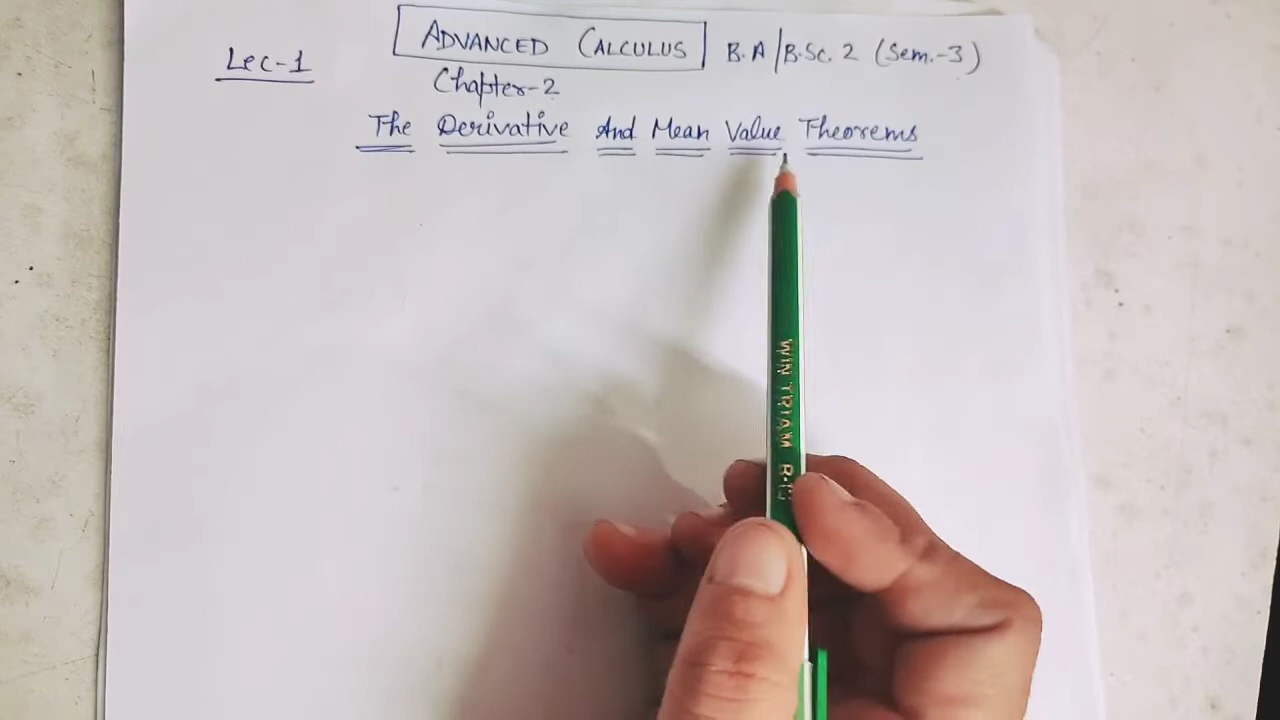 Lec-1
ADVANCED CALCULUS B.A/B.Sc. 2 (Sem.-3)
Chapter-2
The Derivative And Mean Value Theorems
WIN TRIAM